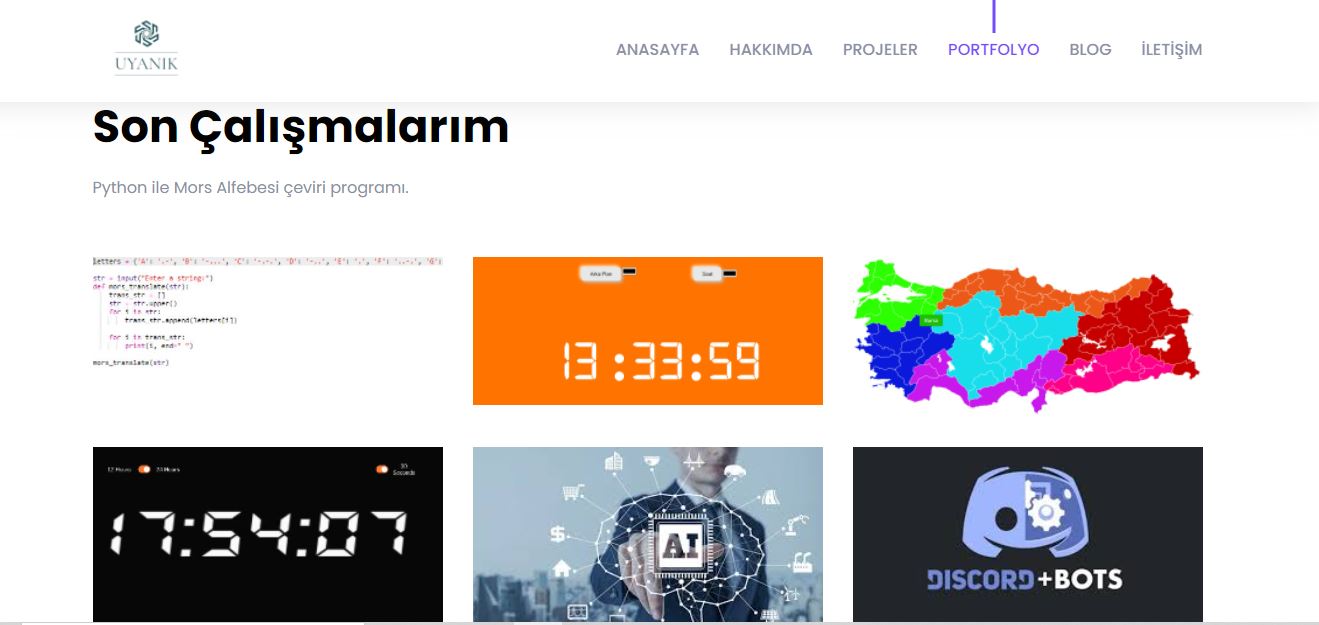 UYANIK
ANASAYFA HAKKIMDA PROJELER PORTFOLYO BLOG İLETİŞİM
Son Çalışmalarım
Python ile Mors Alfebesi çeviri programı.
letters = {'A': '.-', 'B': '-...', 'C': '-.-.', 'D': '-..', 'E': '.', 'F': '..-.', 'G':
str = input("Enter a string:")
def mors_translate(str):
trans_str = []
str = str.upper()
for i in str:
trans_str.append(letters[i])
for i in trans_str:
print(i, end=" ")
mors_translate(str)
Arka Plan Saat
13:33:59
12 Hours 24 Hours
Seconds
17:54:07
AI
DISCORD+BOTS